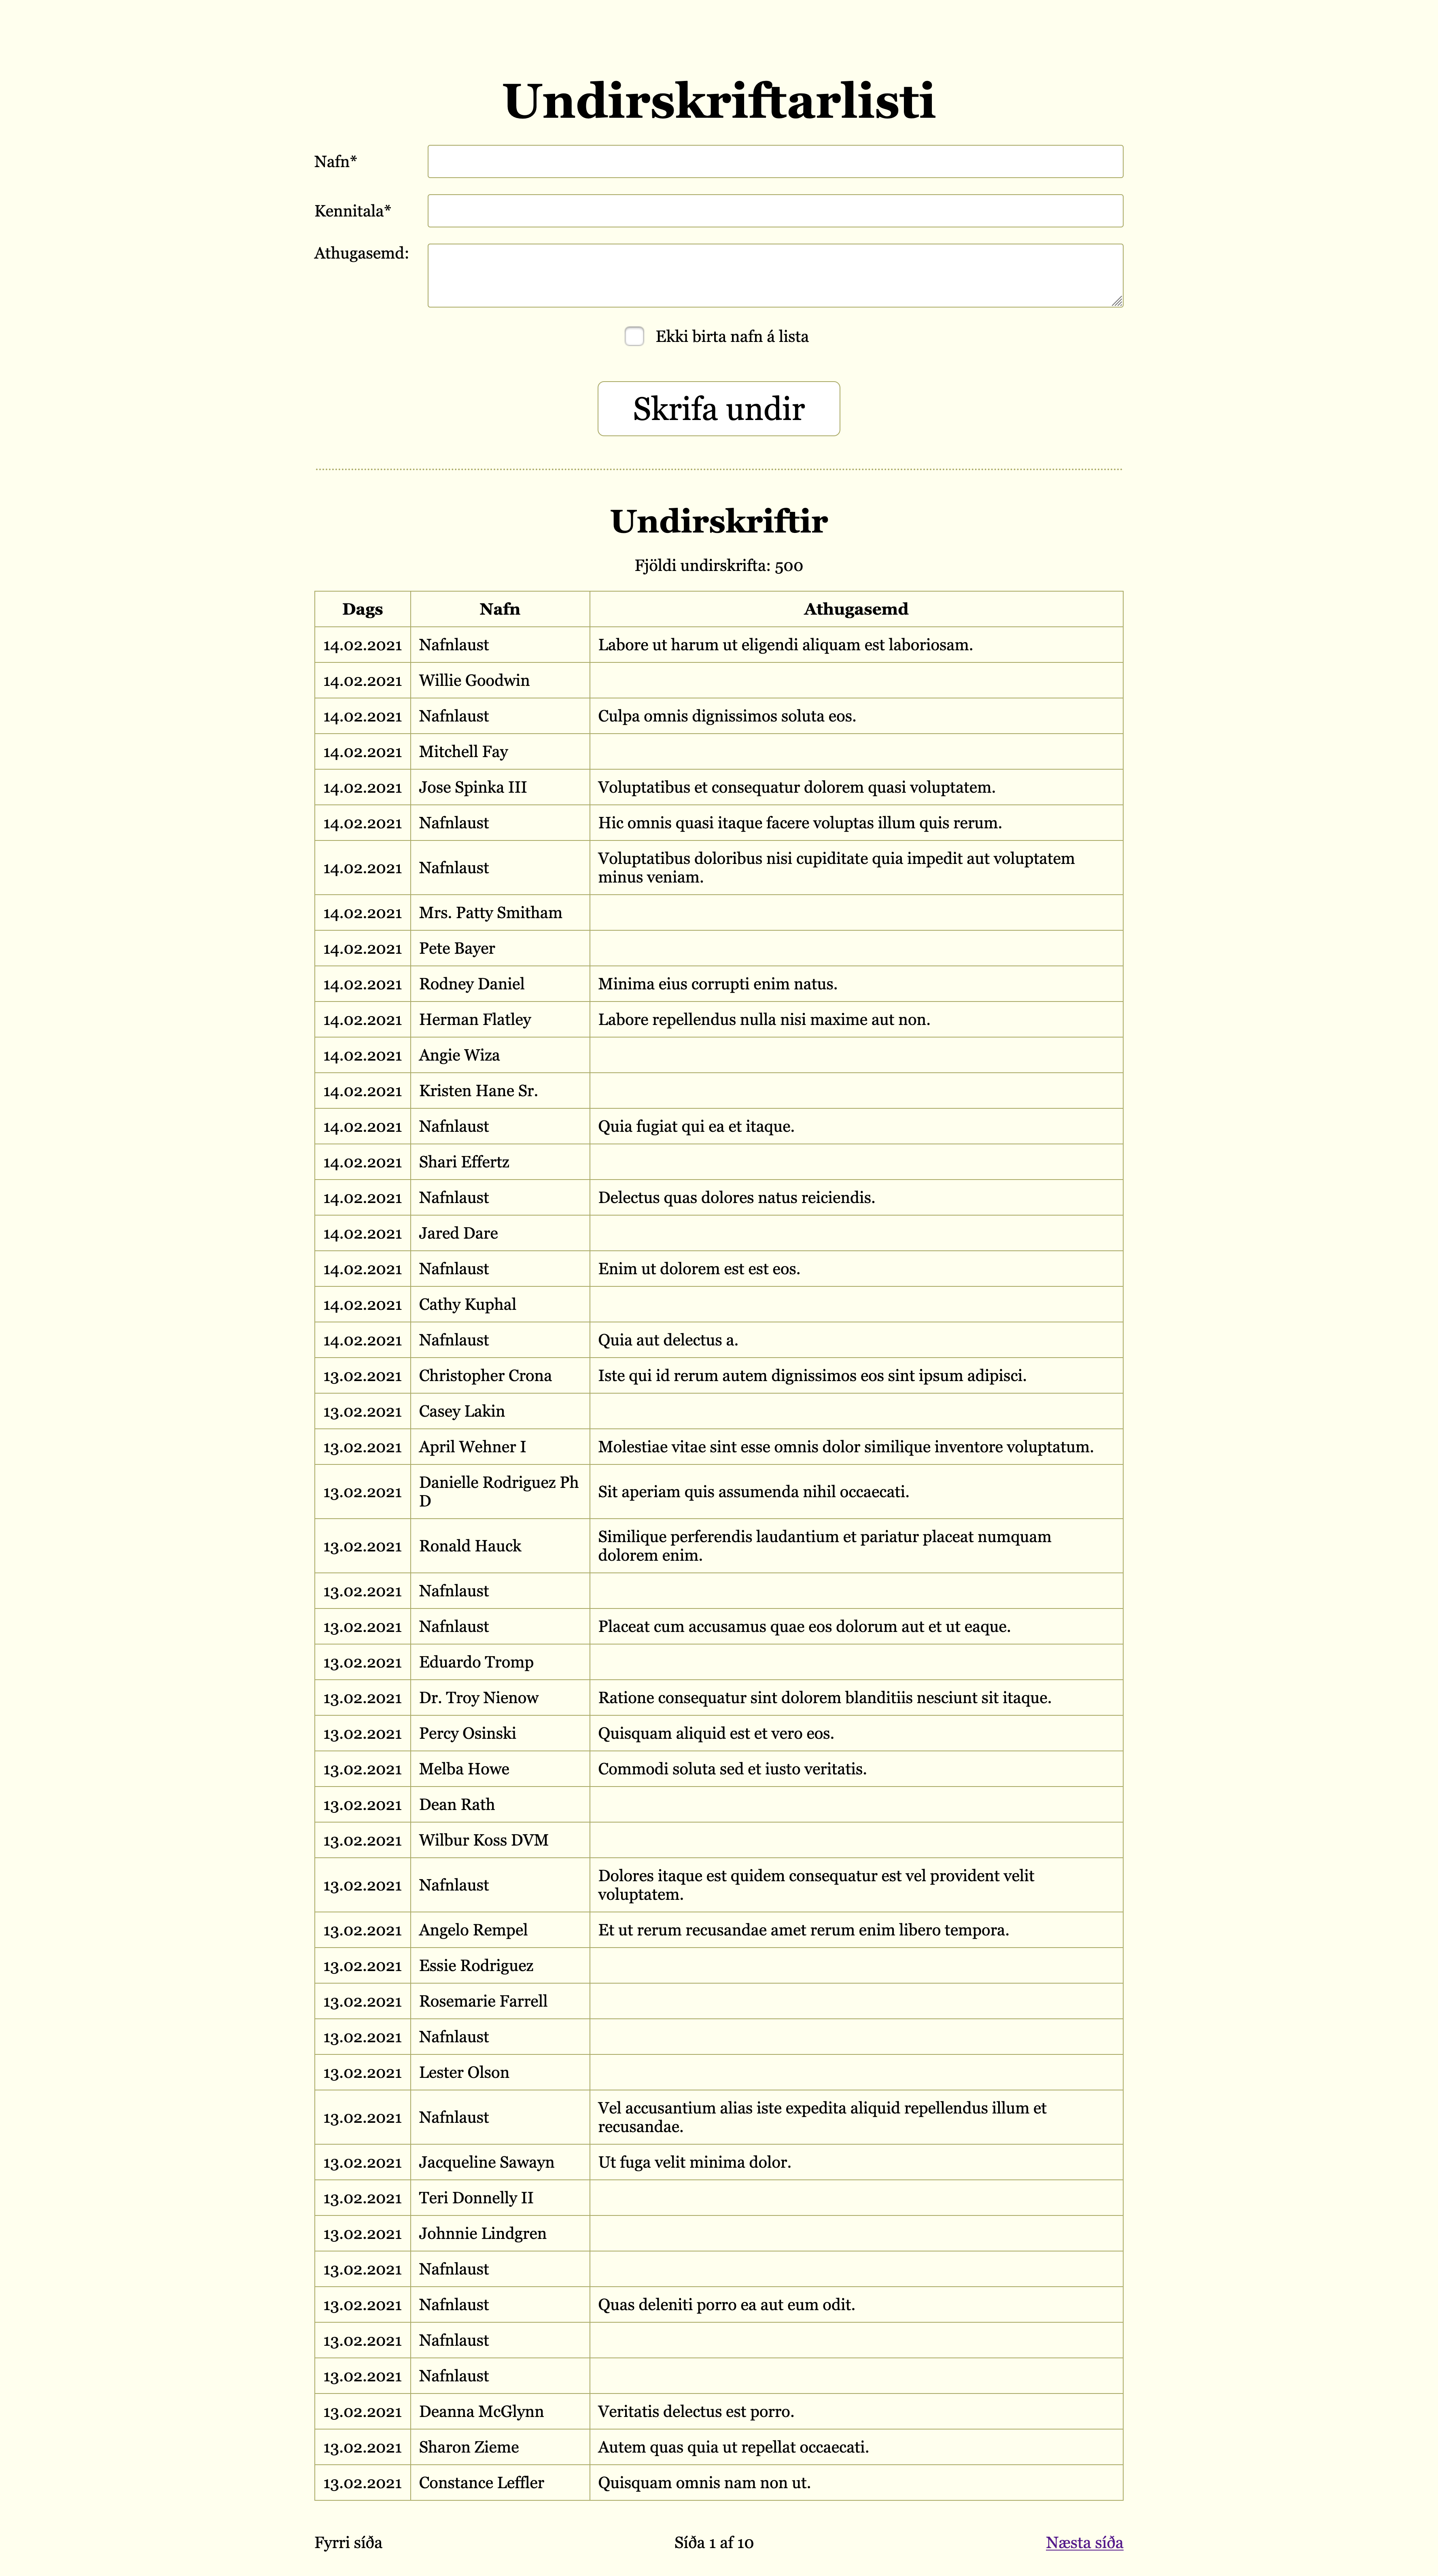 Undirskriftarlisti
Nafn*
Kennitala*
Athugasemd:
Ekki birta nafn á lista
Skrifa undir
Undirskriftir
Fjöldi undirskrifta: 500
Dags Nafn Athugasemd
14.02.2021 Nafnlaust Labore ut harum ut eligendi aliquam est laboriosam.
14.02.2021 Willie Goodwin
14.02.2021 Nafnlaust Culpa omnis dignissimos soluta eos.
14.02.2021 Mitchell Fay
14.02.2021 Jose Spinka III Voluptatibus et consequatur dolorem quasi voluptatem.
14.02.2021 Nafnlaust Hic omnis quasi itaque facere voluptas illum quis rerum.
14.02.2021 Nafnlaust Voluptatibus doloribus nisi cupiditate quia impedit aut voluptatem
minus veniam.
14.02.2021 Mrs. Patty Smitham
14.02.2021 Pete Bayer
14.02.2021 Rodney Daniel Minima eius corrupti enim natus.
14.02.2021 Herman Flatley Labore repellendus nulla nisi maxime aut non.
14.02.2021 Angie Wiza
14.02.2021 Kristen Hane Sr.
14.02.2021 Nafnlaust Quia fugiat qui ea et itaque.
14.02.2021 Shari Effertz
14.02.2021 Nafnlaust Delectus quas dolores natus reiciendis.
14.02.2021 Jared Dare
14.02.2021 Nafnlaust Enim ut dolorem est est eos.
14.02.2021 Cathy Kuphal
14.02.2021 Nafnlaust Quia aut delectus a.
13.02.2021 Christopher Crona Iste qui id rerum autem dignissimos eos sint ipsum adipisci.
13.02.2021 Casey Lakin
13.02.2021 April Wehner I Molestiae vitae sint esse omnis dolor similique inventore voluptatum.
13.02.2021 Danielle Rodriguez Ph
D Sit aperiam quis assumenda nihil occaecati.
13.02.2021 Ronald Hauck Similique perferendis laudantium et pariatur placeat numquam
dolorem enim.
13.02.2021 Nafnlaust
13.02.2021 Nafnlaust Placeat cum accusamus quae eos dolorum aut et ut eaque.
13.02.2021 Eduardo Tromp
13.02.2021 Dr. Troy Nienow Ratione consequatur sint dolorem blanditiis nesciunt sit itaque.
13.02.2021 Percy Osinski Quisquam aliquid est et vero eos.
13.02.2021 Melba Howe Commodi soluta sed et iusto veritatis.
13.02.2021 Dean Rath
13.02.2021 Wilbur Koss DVM
13.02.2021 Nafnlaust Dolores itaque est quidem consequatur est vel provident velit
voluptatem.
13.02.2021 Angelo Rempel Et ut rerum recusandae amet rerum enim libero tempora.
13.02.2021 Essie Rodriguez
13.02.2021 Rosemarie Farrell
13.02.2021 Nafnlaust
13.02.2021 Lester Olson
13.02.2021 Nafnlaust Vel accusantium alias iste expedita aliquid repellendus illum et
recusandae.
13.02.2021 Jacqueline Sawayn Ut fuga velit minima dolor.
13.02.2021 Teri Donnelly II
13.02.2021 Johnnie Lindgren
13.02.2021 Nafnlaust
13.02.2021 Nafnlaust Quas deleniti porro ea aut eum odit.
13.02.2021 Nafnlaust
13.02.2021 Nafnlaust
13.02.2021 Deanna McGlynn Veritatis delectus est porro.
13.02.2021 Sharon Zieme Autem quas quia ut repellat occaecati.
13.02.2021 Constance Leffler Quisquam omnis nam non ut.
Fyrri síða Síða 1 af 10 Næsta síða